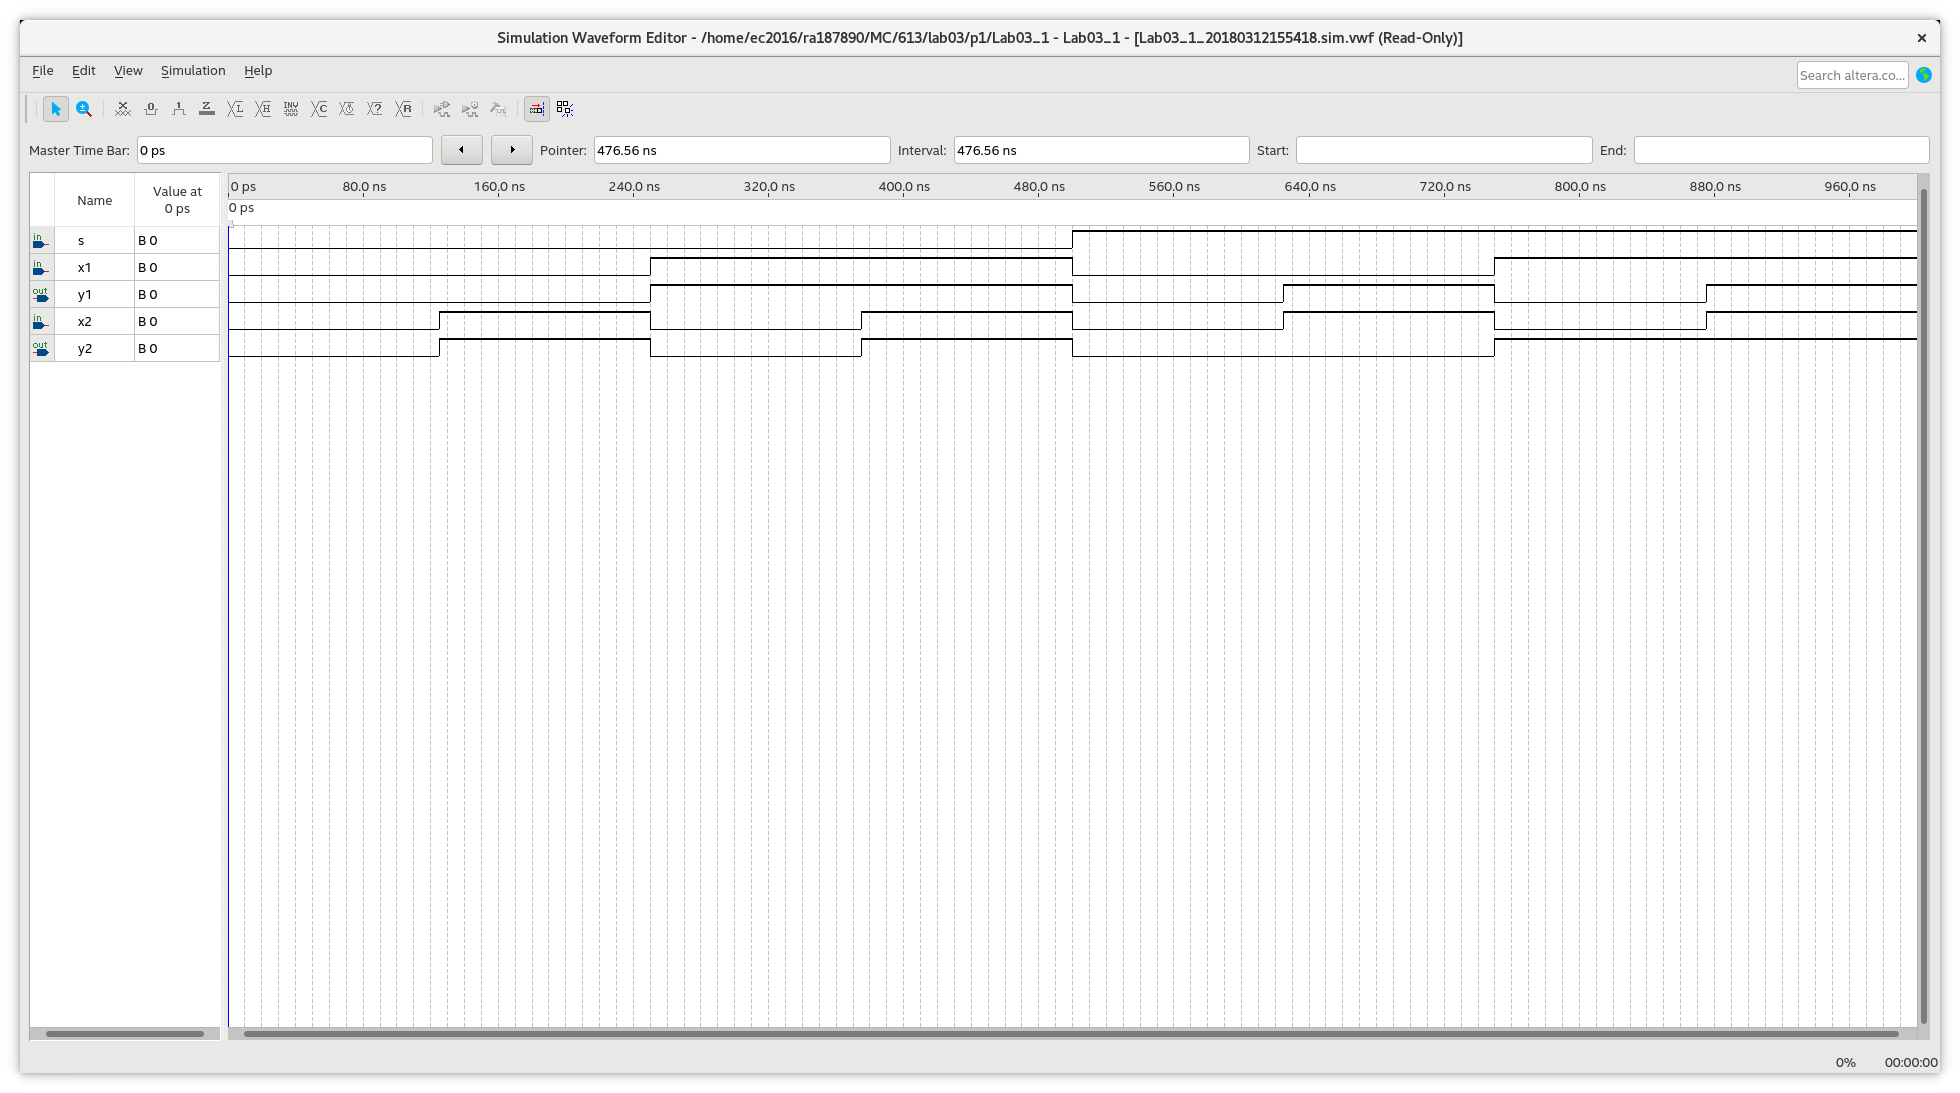 Simulation Waveform Editor - /home/ec2016/ra187890/MC/613/lab03/p1/Lab03_1 - Lab03_1 - [Lab03_1_20180312155418.sim.vwf (Read-Only)]
File Edit View Simulation Help
Search altera.co...
Master Time Bar: 0 ps Pointer: 476.56 ns Interval: 476.56 ns Start: End:
Name Value at 0 ps
0 ps 80.0 ns 160.0 ns 240.0 ns 320.0 ns 400.0 ns 480.0 ns 560.0 ns 640.0 ns 720.0 ns 800.0 ns 880.0 ns 960.0 ns
0 ps
in s B 0
in x1 B 0
out y1 B 0
in x2 B 0
out y2 B 0
0% 00:00:00